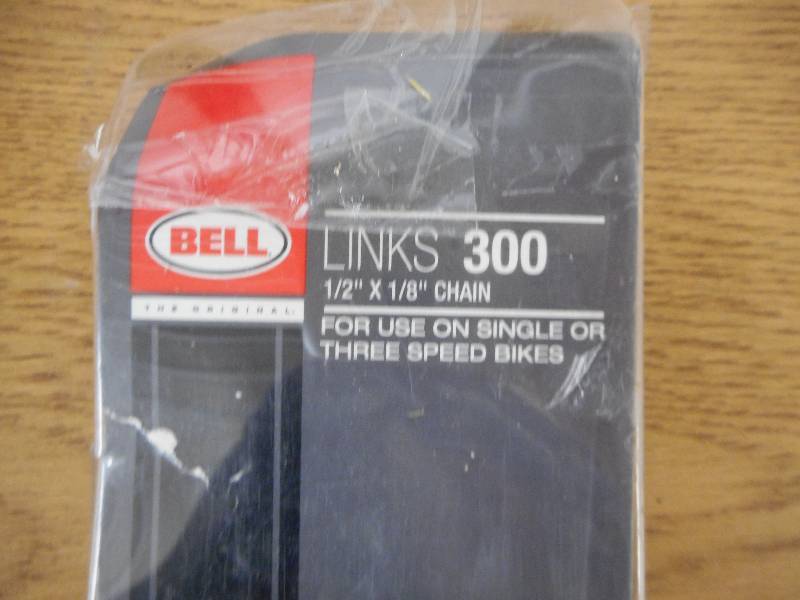 BELL
THE ORIGINAL
LINKS 300
1/2" X 1/8" CHAIN
FOR USE ON SINGLE OR
THREE SPEED BIKES